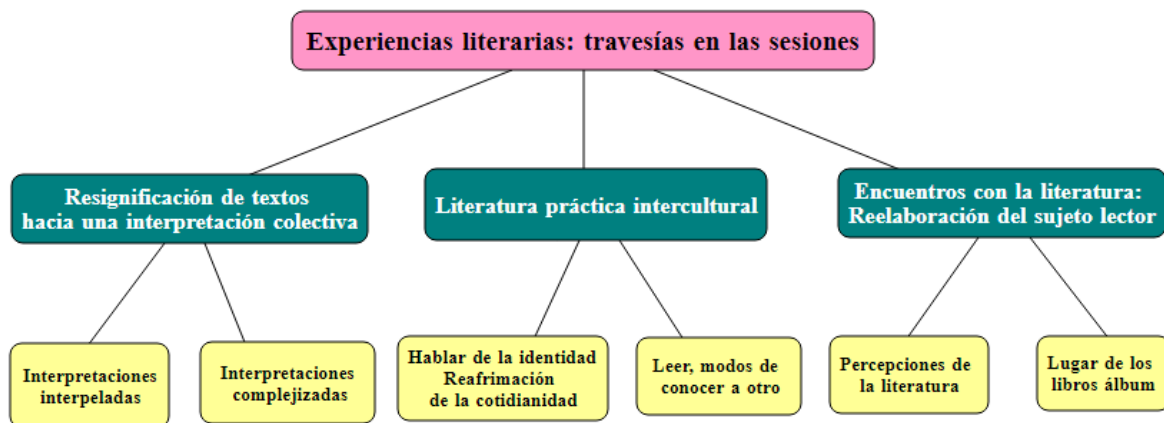 Experiencias literarias: travesías en las sesiones
Resignificación de textos
hacia una interpretación colectiva
Literatura práctica intercultural
Encuentros con la literatura:
Reelaboración del sujeto lector
Interpretaciones
interpeladas
Interpretaciones
complejizadas
Hablar de la identidad
Reafrimación
de la cotidianidad
Leer, modos de
conocer a otro
Percepciones de
la literatura
Lugar de los
libros álbum